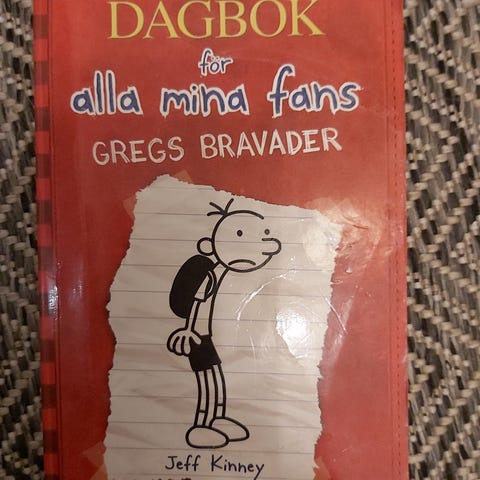 DAGBOK
för
alla mina fans
GREGS BRAVADER
Jeff Kinney